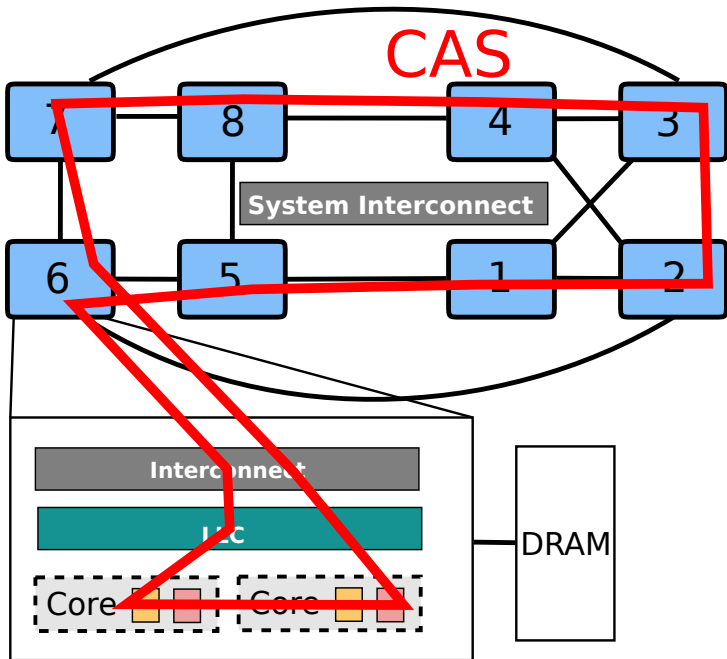 CAS
7 8 4 3
System Interconnect
6 5 1 2
Interconnect
LLC
DRAM
Core Core